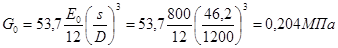 G₀ = 53,7 E₀/12 (s/D)³ = 53,7 800/12 (46,2/1200)³ = 0,204 МПа